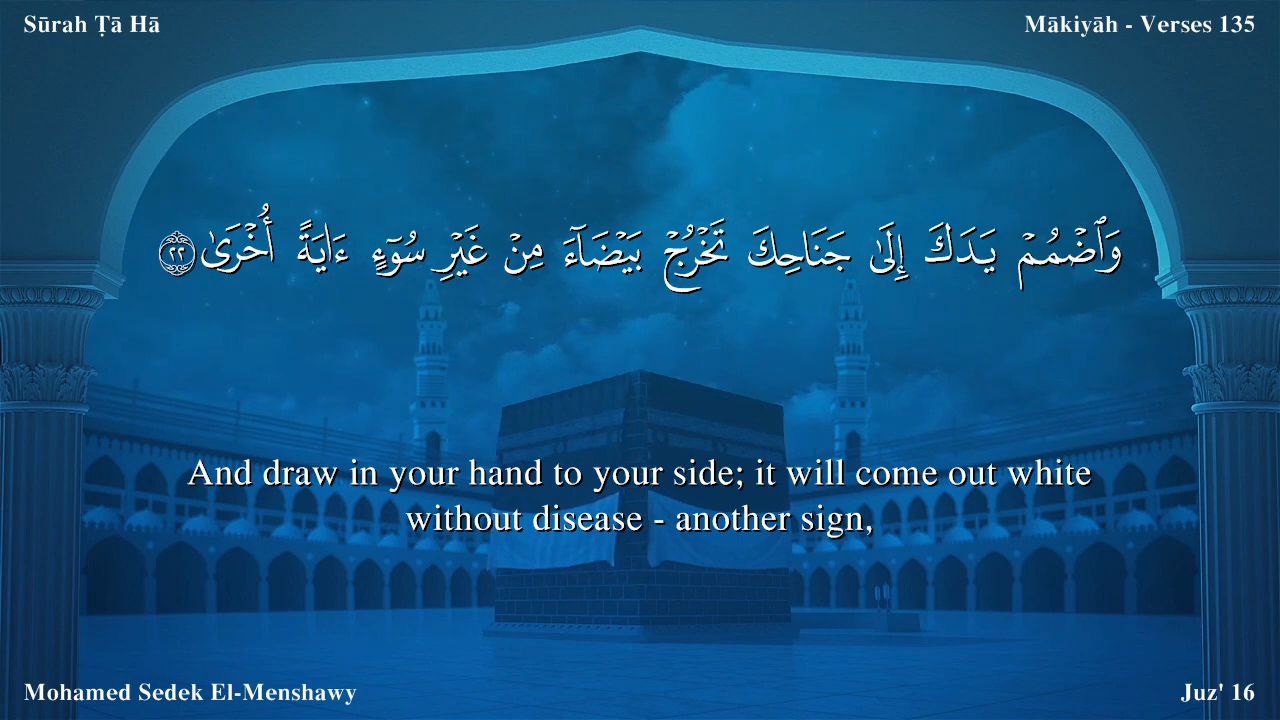 Sūrah Ṭā Hā
Mākiyāh - Verses 135
وَٱضْمُمْ يَدَكَ إِلَىٰ جَنَاحِكَ تَخْرُجْ بَيْضَآءَ مِنْ غَيْرِ سُوٓءٍ ءَايَةً أُخْرَىٰ ٢٢
And draw in your hand to your side; it will come out white
without disease - another sign,
Mohamed Sedek El-Menshawy
Juz' 16